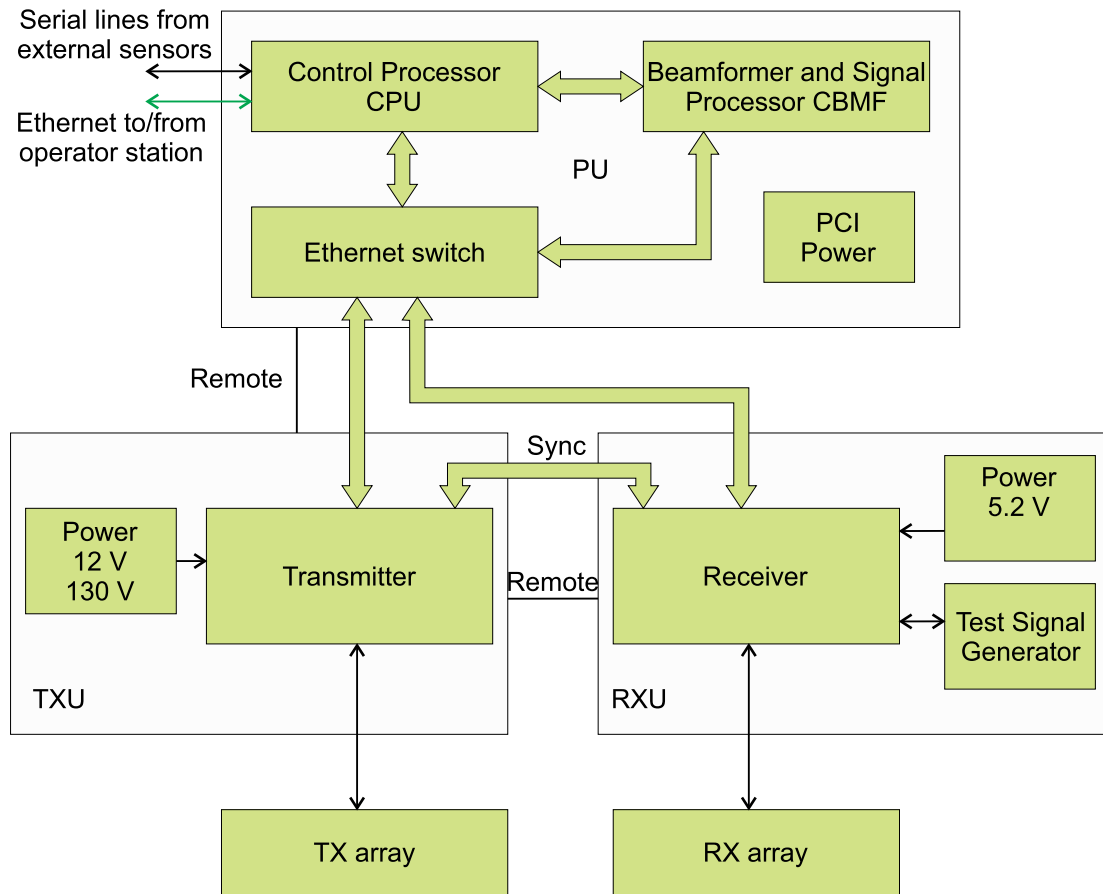 Serial lines from
external sensors
Ethernet to/from
operator station
Control Processor
CPU
Beamformer and Signal
Processor CBMF
PU
Ethernet switch
PCI
Power
Remote
Sync
Power
12 V
130 V
Transmitter
Remote
Receiver
Power
5.2 V
Test Signal
Generator
TXU
RXU
TX array
RX array